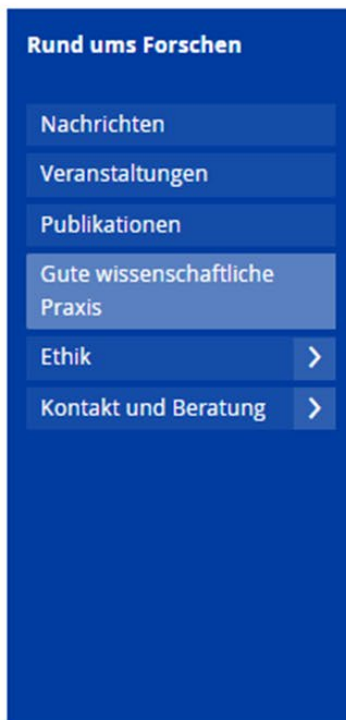 Rund ums Forschen
Nachrichten
Veranstaltungen
Publikationen
Gute wissenschaftliche
Praxis
Ethik
Kontakt und Beratung